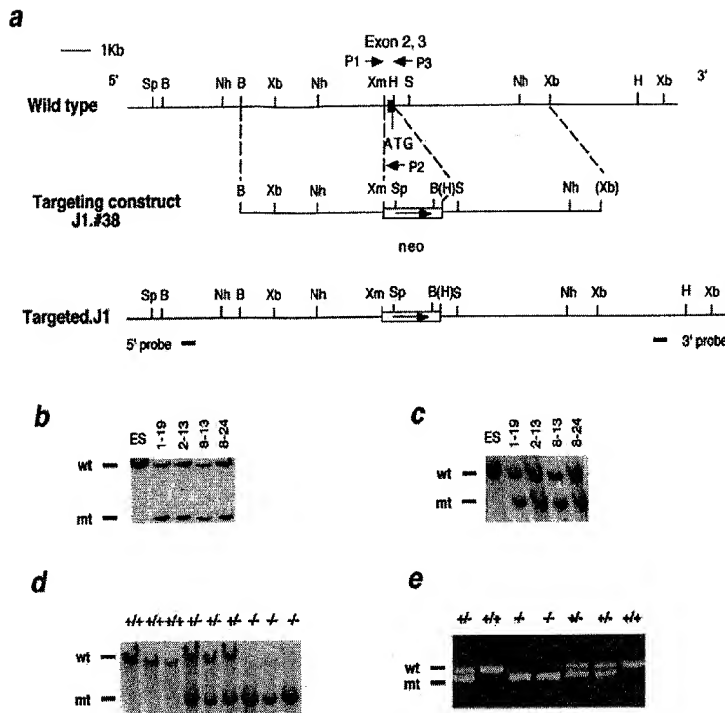 a
Exon 2, 3
1Kb
P1 P3
5' Sp B Nh B Xb Nh Xm H S Nh Xb H Xb 3'
Wild type
ATG
P2
B Xb Nh Xm Sp B(H)S Nh (Xb)
Targeting construct
J1.#38
neo
Sp B Nh B Xb Nh Xm Sp B(H)S Nh Xb H Xb
Targeted.J1
5' probe 3' probe
b
ES 1-19 2-13 8-13 8-24
wt
mt
c
ES 1-19 2-13 8-13 8-24
wt
mt
d
+/+ +/+ +/+ +/- +/- +/- -/- -/- -/-
wt
mt
e
+/- +/+ -/- -/- +/- +/- +/+
wt
mt